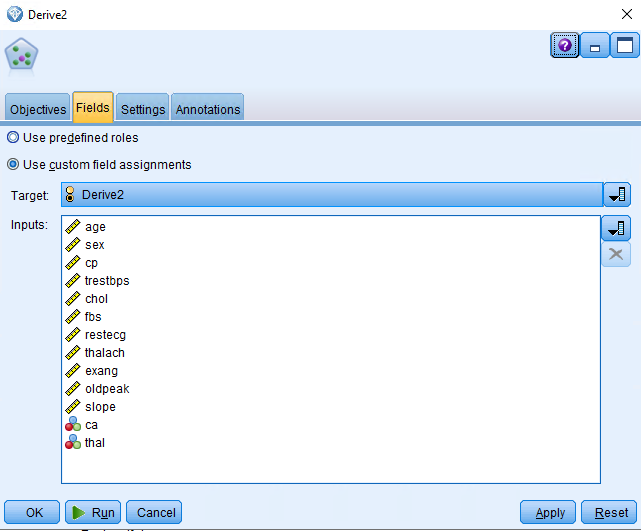 Derive2
Objectives Fields Settings Annotations
Use predefined roles
Use custom field assignments
Target: Derive2
Inputs:
age
sex
cp
trestbps
chol
fbs
restecg
thalach
exang
oldpeak
slope
ca
thal
OK Run Cancel Apply Reset